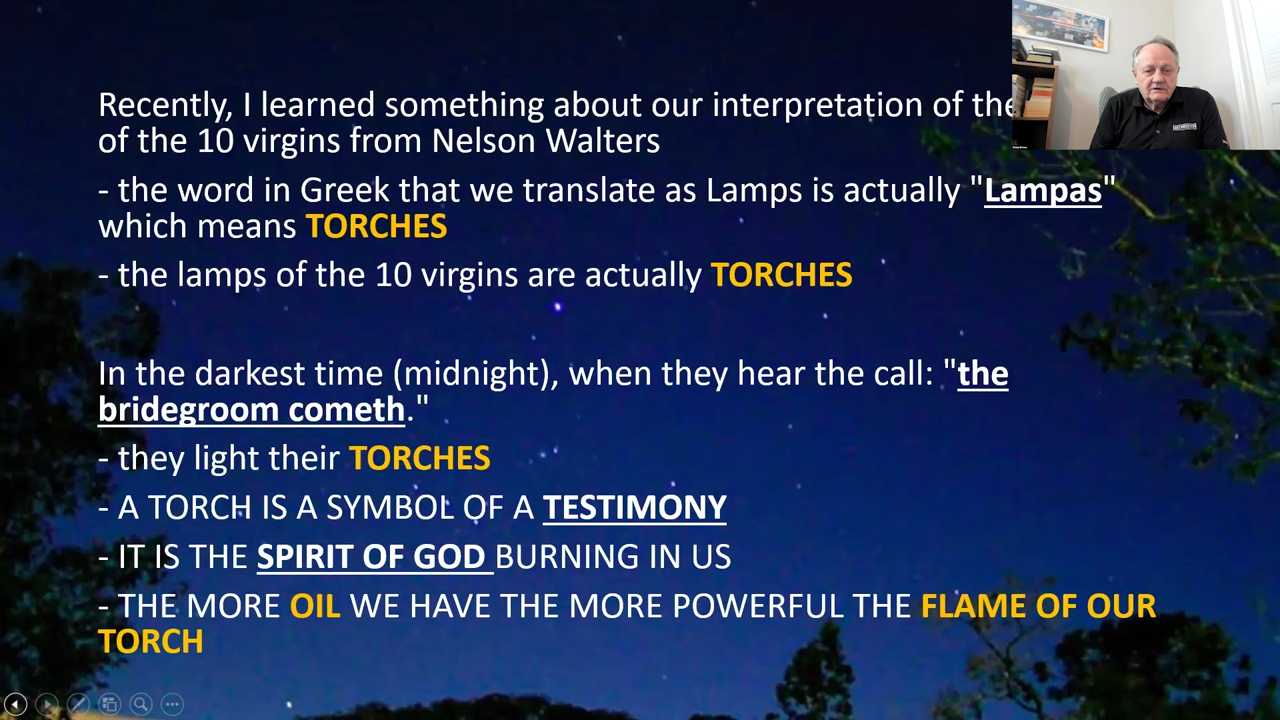 Recently, I learned something about our interpretation of the
of the 10 virgins from Nelson Walters
- the word in Greek that we translate as Lamps is actually "Lampas"
which means TORCHES
- the lamps of the 10 virgins are actually TORCHES
In the darkest time (midnight), when they hear the call: "the
bridegroom cometh."
- they light their TORCHES
- A TORCH IS A SYMBOL OF A TESTIMONY
- IT IS THE SPIRIT OF GOD BURNING IN US
- THE MORE OIL WE HAVE THE MORE POWERFUL THE FLAME OF OUR
TORCH